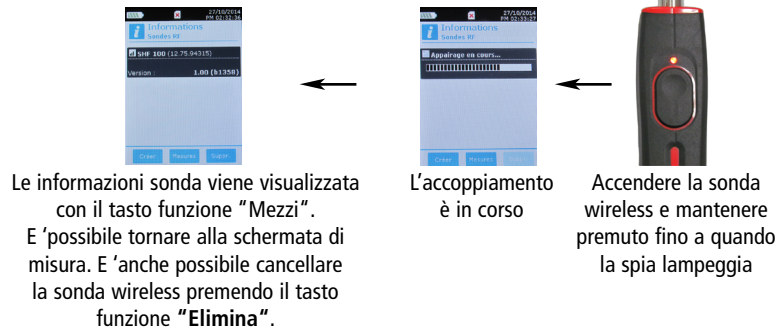 27/10/2014
PM 02:32:36
Informations
Sondes RF
SHF 100 (12.75.94315)
Version : 1.00 (b1358)
Créer Mesures Suppr.
Le informazioni sonda viene visualizzata
con il tasto funzione “Mezzi“.
E ‘possibile tornare alla schermata di
misura. E ‘anche possibile cancellare
la sonda wireless premendo il tasto
funzione “Elimina“.
27/10/2014
PM 02:33:27
Informations
Sondes RF
Appairage en cours...
Créer Mesures
L’accoppiamento
è in corso
Accendere la sonda
wireless e mantenere
premuto fino a quando
la spia lampeggia